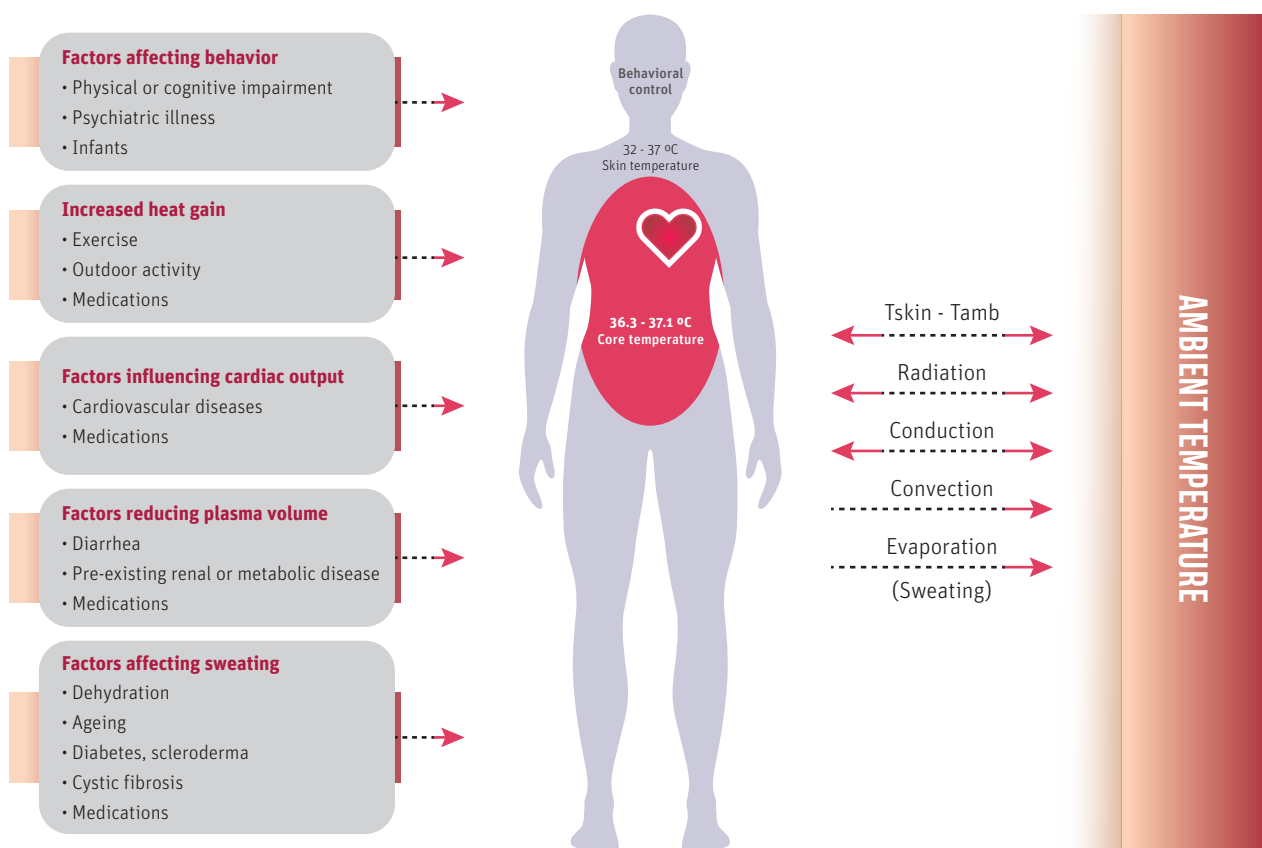 Factors affecting behavior
• Physical or cognitive impairment
• Psychiatric illness
• Infants
Increased heat gain
• Exercise
• Outdoor activity
• Medications
Factors influencing cardiac output
• Cardiovascular diseases
• Medications
Factors reducing plasma volume
• Diarrhea
• Pre-existing renal or metabolic disease
• Medications
Factors affecting sweating
• Dehydration
• Ageing
• Diabetes, scleroderma
• Cystic fibrosis
• Medications
Behavioral
control
32 - 37 ºC
Skin temperature
36.3 - 37.1 ºC
Core temperature
Tskin - Tamb
Radiation
Conduction
Convection
Evaporation
(Sweating)
AMBIENT TEMPERATURE